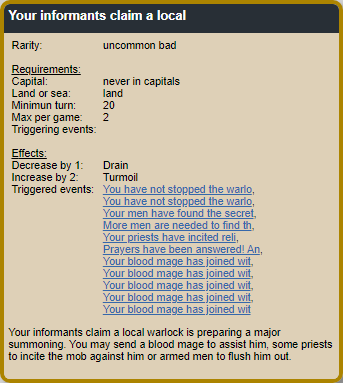 Your informants claim a local
Rarity: uncommon bad
Requirements:
Capital: never in capitals
Land or sea: land
Minimun turn: 20
Max per game: 2
Triggering events:
Effects:
Decrease by 1: Drain
Increase by 2: Turmoil
Triggered events: You have not stopped the warlo,
You have not stopped the warlo,
Your men have found the secret,
More men are needed to find th,
Your priests have incited reli,
Prayers have been answered! An,
Your blood mage has joined wit,
Your blood mage has joined wit,
Your blood mage has joined wit,
Your blood mage has joined wit,
Your blood mage has joined wit
Your informants claim a local warlock is preparing a major
summoning. You may send a blood mage to assist him, some priests
to incite the mob against him or armed men to flush him out.